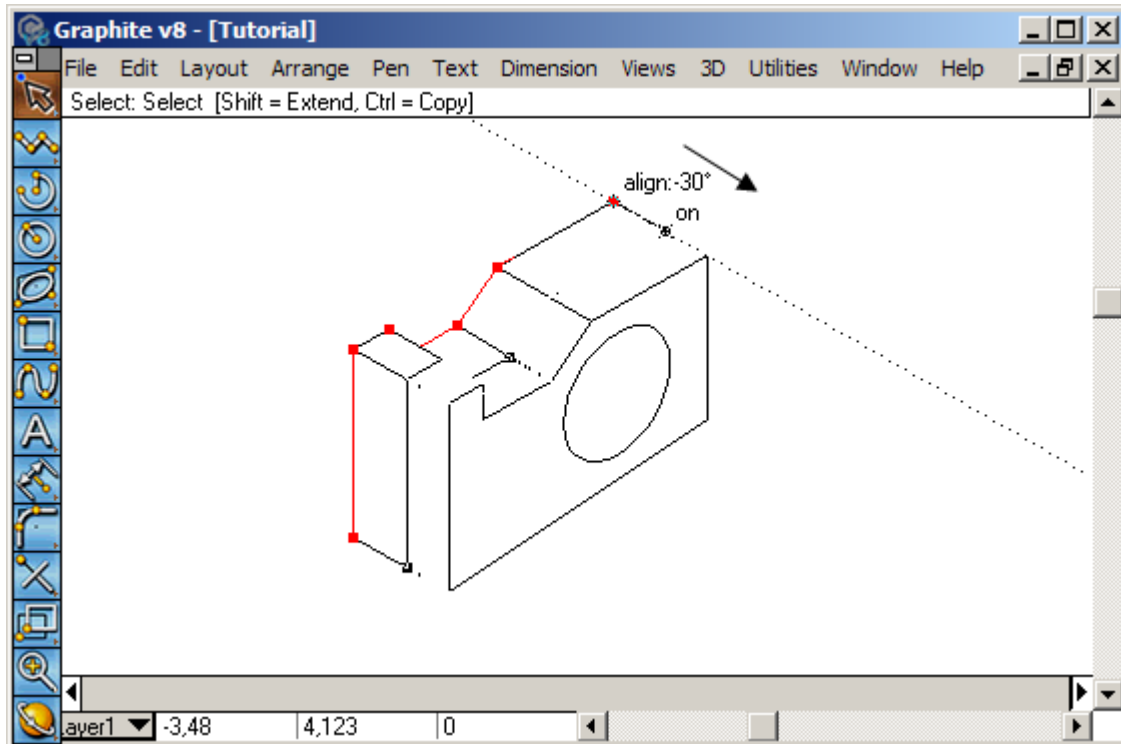 Graphite v8 - [Tutorial]
File Edit Layout Arrange Pen Text Dimension Views 3D Utilities Window Help
Select: Select [Shift = Extend, Ctrl = Copy]
align:-30°
on
A
.ayer1 -3,48 4,123 0